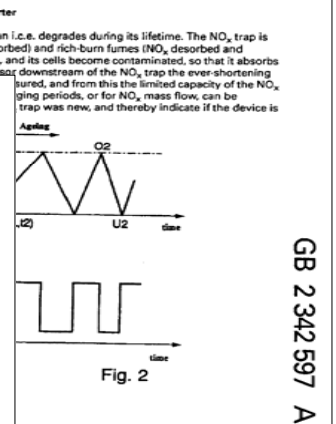 rter
n i.c.e. degrades during its lifetime. The NOx trap is
orbed) and rich-burn fumes (NOx desorbed and
, and its cells become contaminated, so that it absorbs
sor downstream of the NOx trap the ever-shortening
sured, and from this the limited capacity of the NOx
ging periods, or for NOx mass flow, can be
trap was new, and thereby indicate if the device is
Ageing
O2
,t2)
U2
time
time
Fig. 2
GB 2 342 597 A